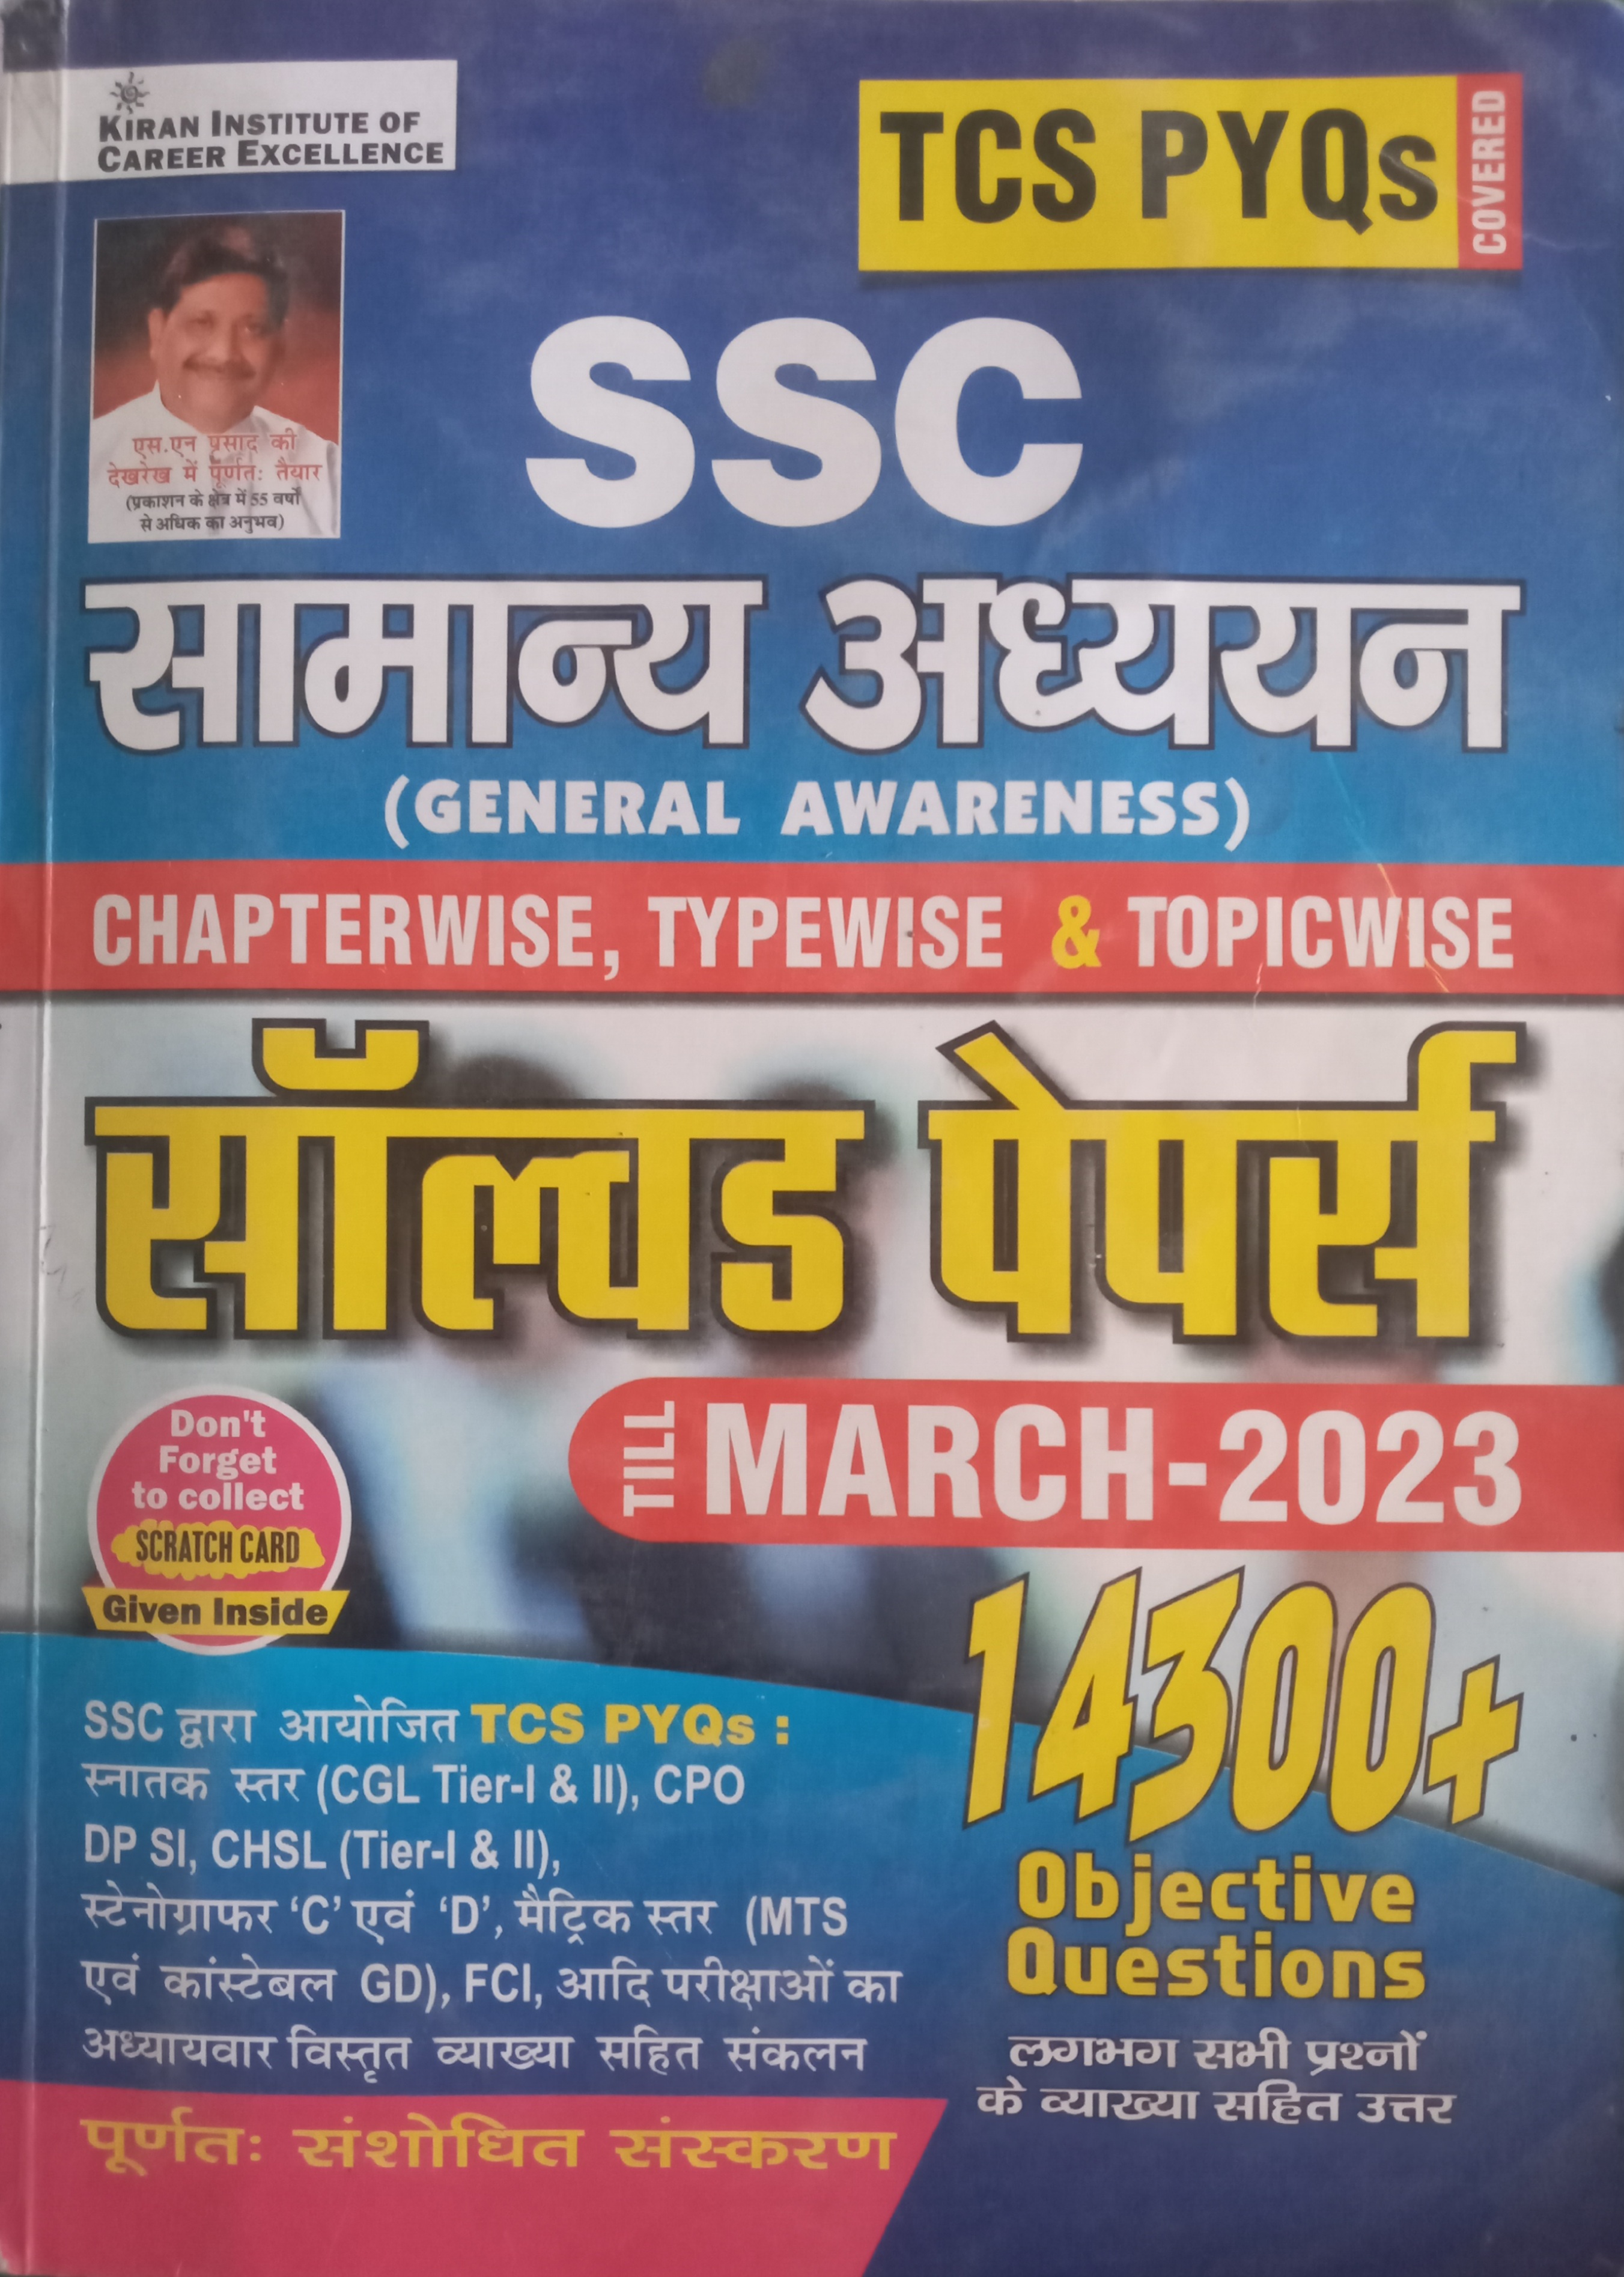 KIRAN INSTITUTE OF
CAREER EXCELLENCE
TCS PYQs
COVERED
एस.एन प्रसाद की
देखरेख में पूर्णतः तैयार
(प्रकाशन के क्षेत्र में 55 वर्षों
से अधिक का अनुभव)
SSC
सामान्य अध्ययन
(GENERAL AWARENESS)
CHAPTERWISE, TYPEWISE & TOPICWISE
सॉल्वड पेपर्स
TILL MARCH-2023
Don't
Forget
to collect
SCRATCH CARD
Given Inside
14300+
Objective
Questions
लगभग सभी प्रश्नों
के व्याख्या सहित उत्तर
SSC द्वारा आयोजित TCS PYQs :
स्नातक स्तर (CGL Tier-I & II), CPO
DP SI, CHSL (Tier-I & II),
स्टेनोग्राफर ‘C’ एवं ‘D’, मैट्रिक स्तर (MTS
एवं कांस्टेबल GD), FCI, आदि परीक्षाओं का
अध्यायवार विस्तृत व्याख्या सहित संकलन
पूर्णतः संशोधित संस्करण